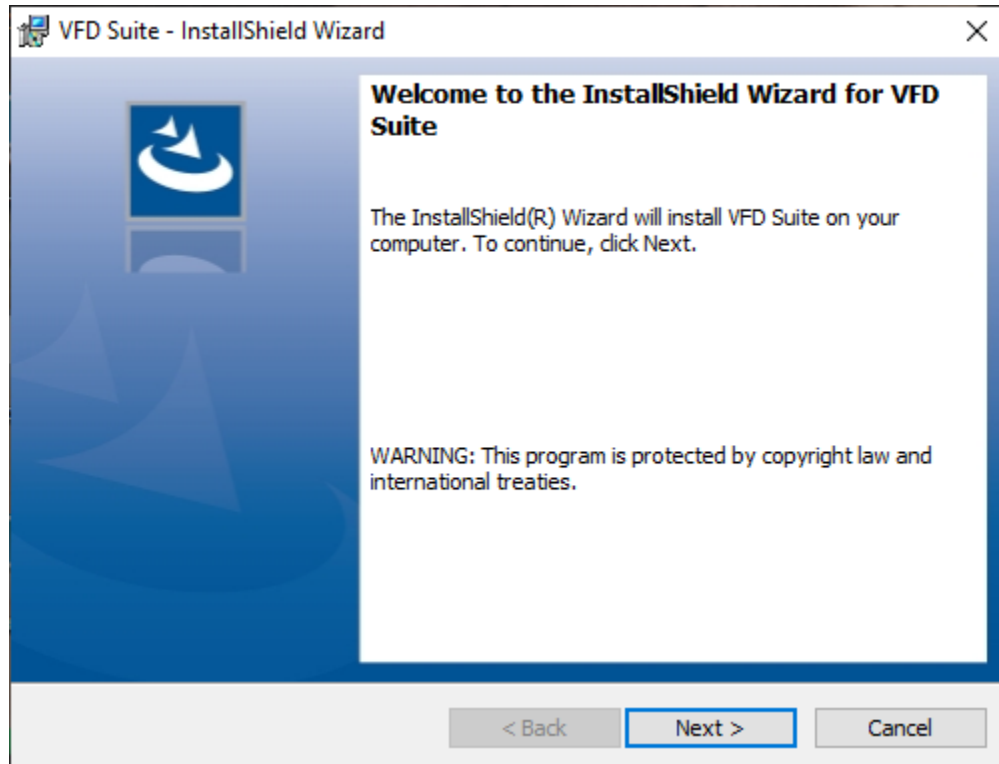 VFD Suite - InstallShield Wizard
Welcome to the InstallShield Wizard for VFD
Suite
The InstallShield(R) Wizard will install VFD Suite on your
computer. To continue, click Next.
WARNING: This program is protected by copyright law and
international treaties.
< Back Next > Cancel